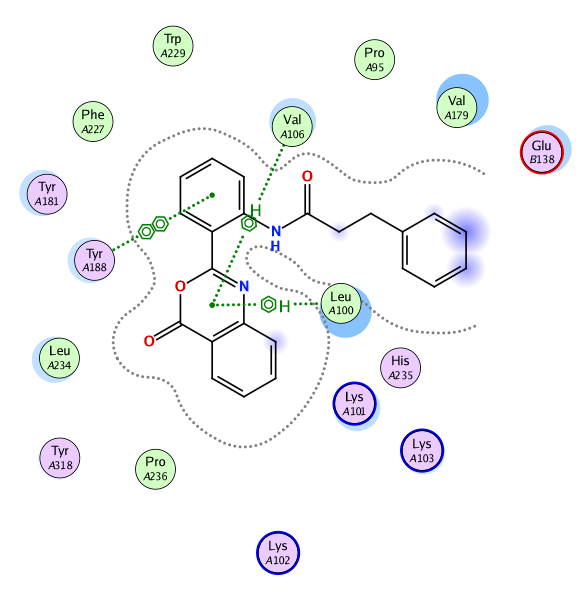 Trp
A229
Pro
A95
Val
A179
Phe
A227
Val
A106
Glu
B138
O
Tyr
A181
H
N
H
Tyr
A188
O
N
H
Leu
A100
O
Leu
A234
His
A235
Lys
A101
Tyr
A318
Pro
A236
Lys
A103
Lys
A102